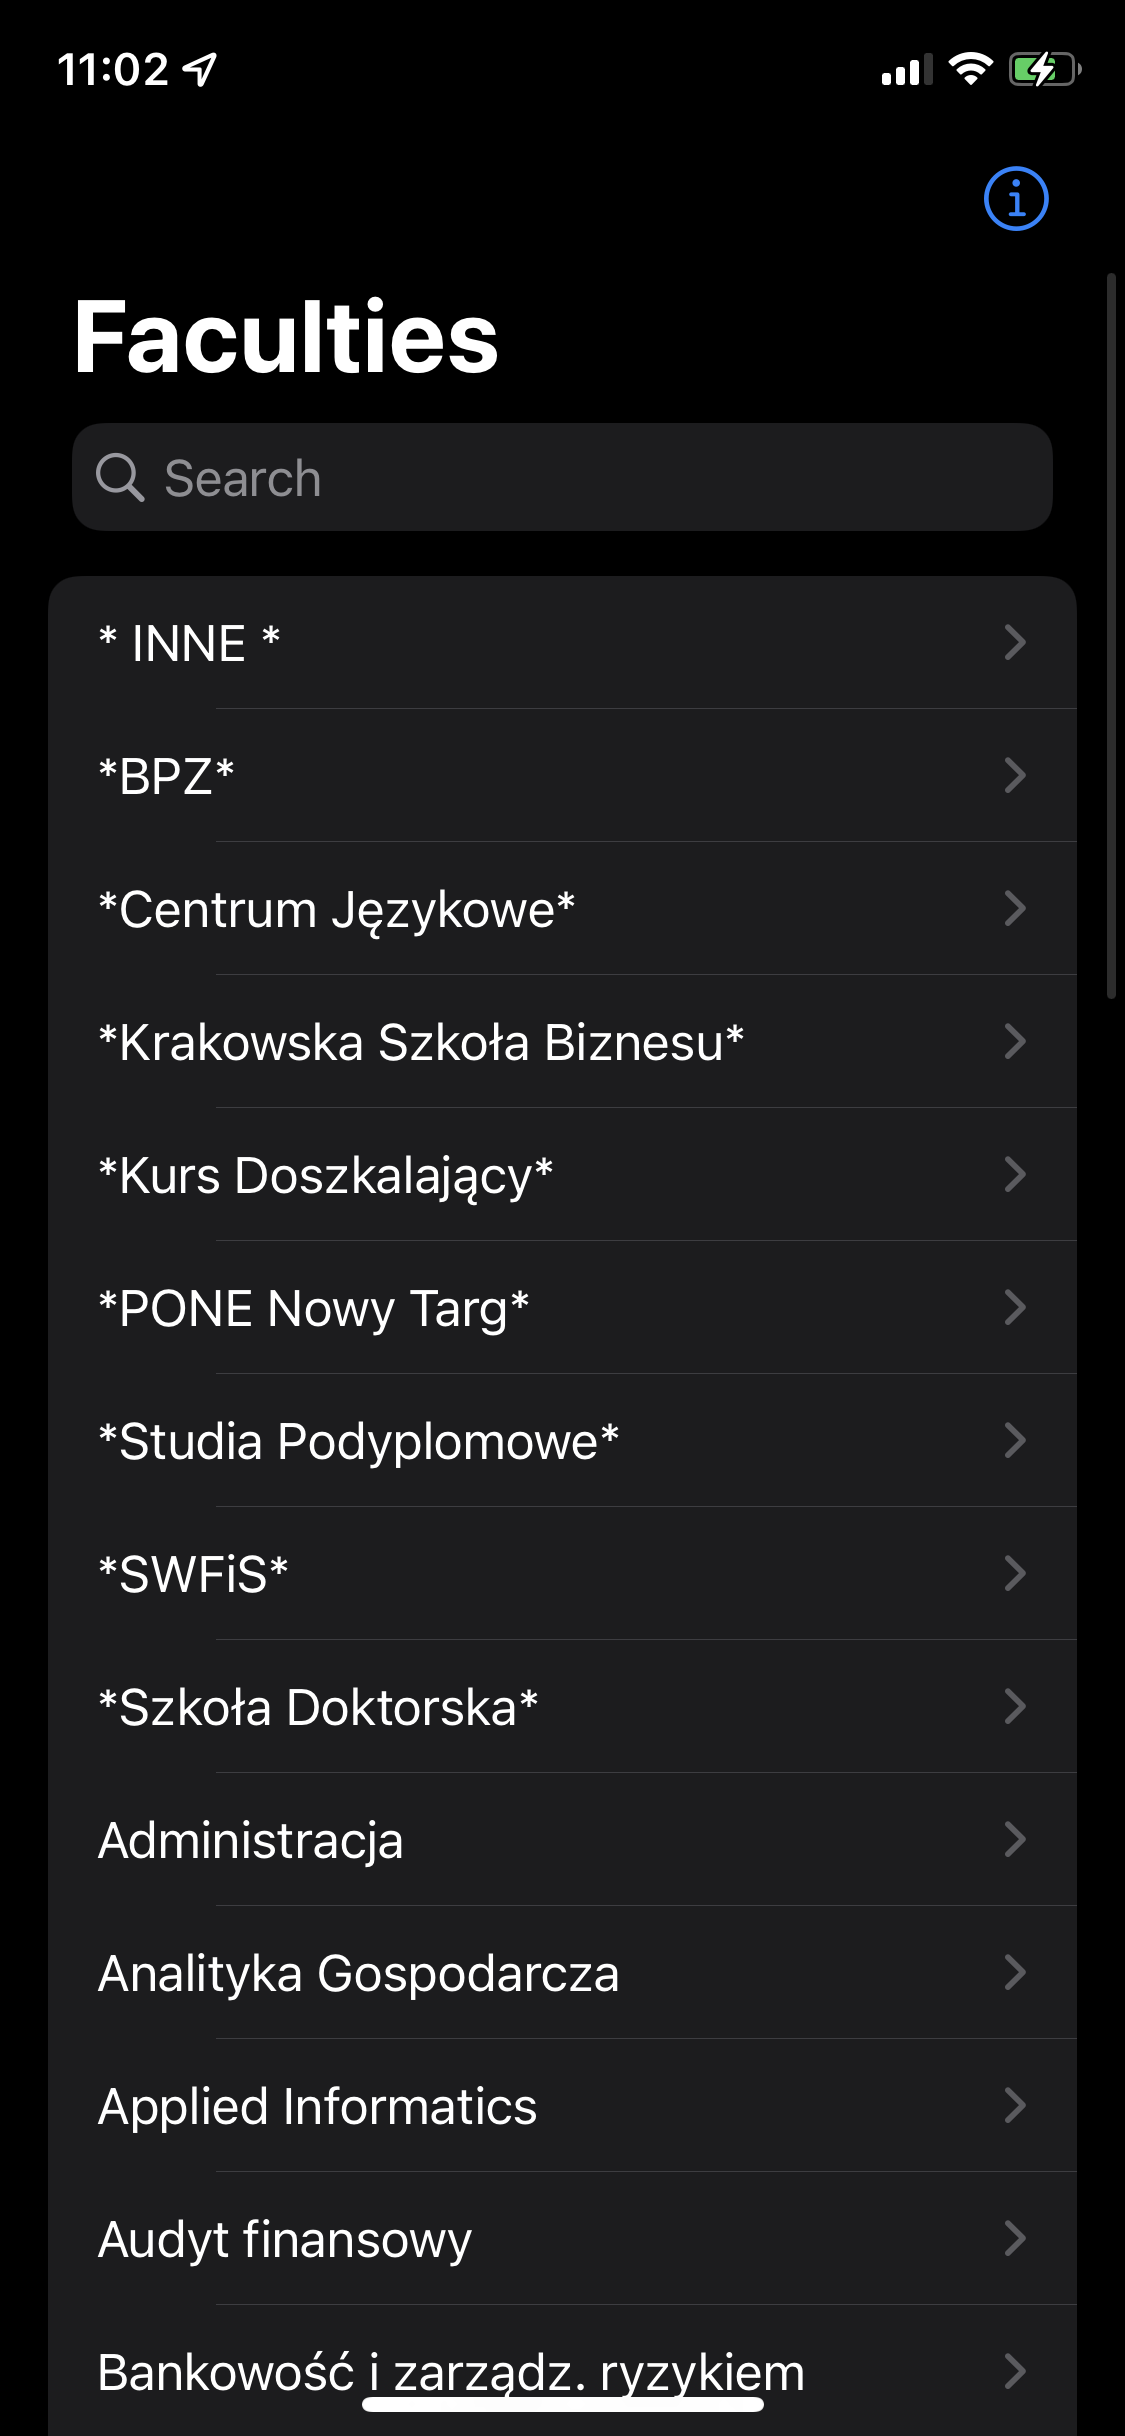 11:02
Faculties
Search
* INNE *
*BPZ*
*Centrum Językowe*
*Krakowska Szkoła Biznesu*
*Kurs Doszkalający*
*PONE Nowy Targ*
*Studia Podyplomowe*
*SWFiS*
*Szkoła Doktorska*
Administracja
Analityka Gospodarcza
Applied Informatics
Audyt finansowy
Bankowość i zarządz. ryzykiem